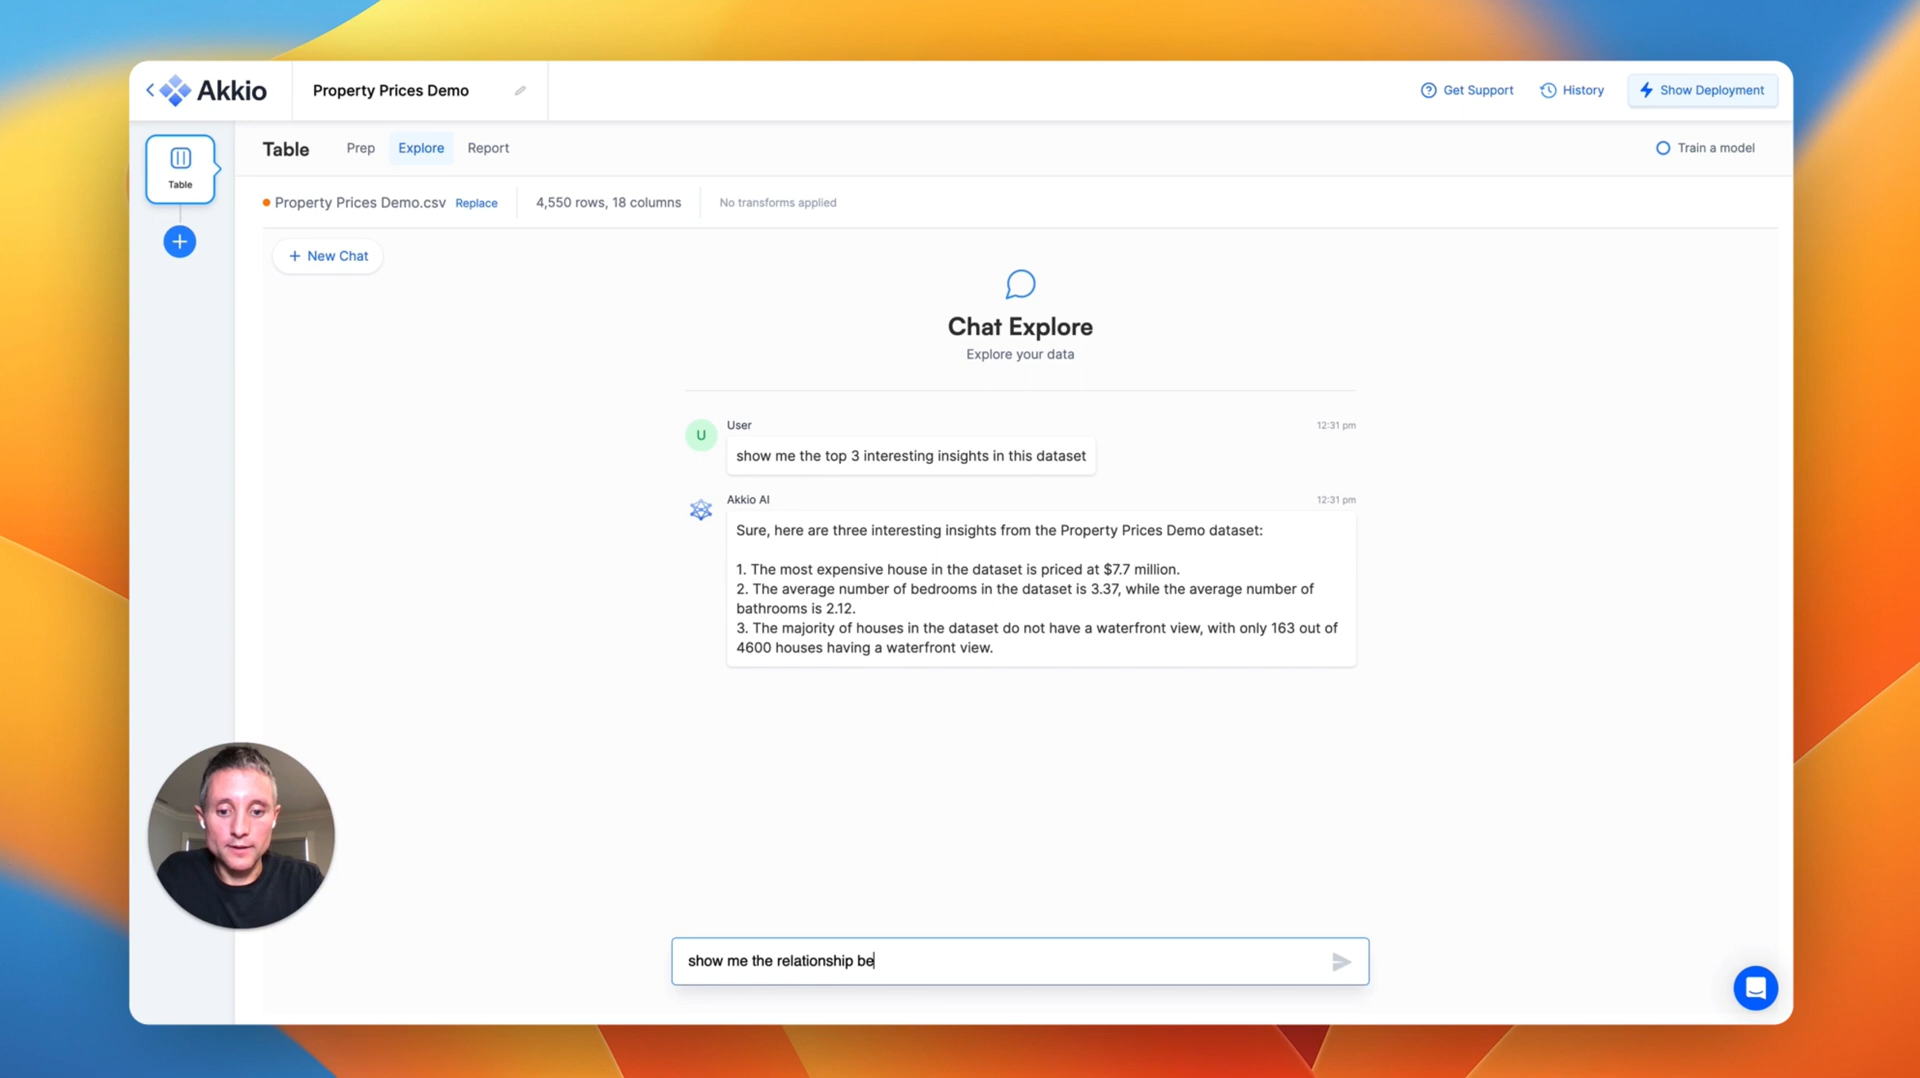 Akkio
Property Prices Demo
Get Support
History
Show Deployment
Table
Table
Prep
Explore
Report
Train a model
Property Prices Demo.csv
Replace
4,550 rows, 18 columns
No transforms applied
+ New Chat
Chat Explore
Explore your data
U
User
12:31 pm
show me the top 3 interesting insights in this dataset
Akkio AI
12:31 pm
Sure, here are three interesting insights from the Property Prices Demo dataset:
1. The most expensive house in the dataset is priced at $7.7 million.
2. The average number of bedrooms in the dataset is 3.37, while the average number of
bathrooms is 2.12.
3. The majority of houses in the dataset do not have a waterfront view, with only 163 out of
4600 houses having a waterfront view.
show me the relationship be